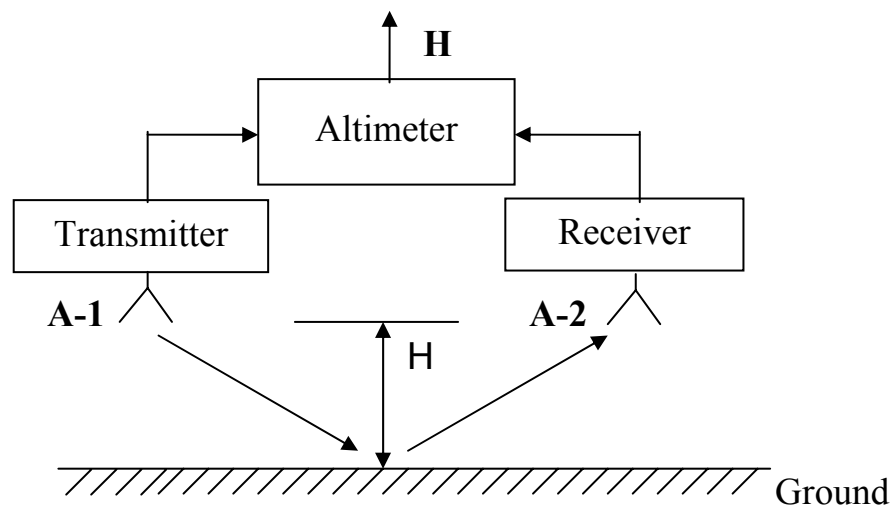 H
Altimeter
Transmitter
Receiver
A-1
A-2
H
Ground